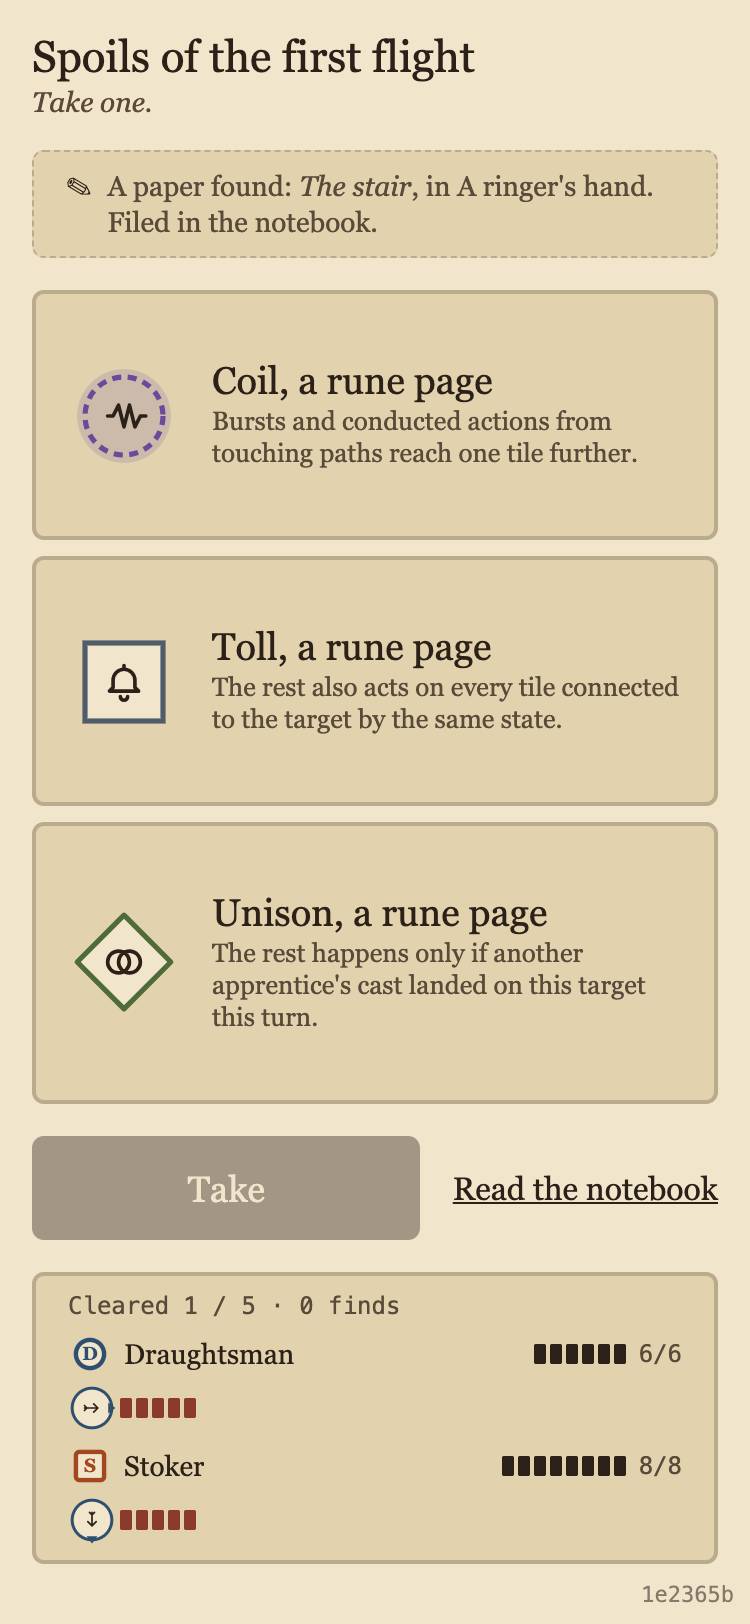 Spoils of the first flight
Take one.
✎ A paper found: The stair, in A ringer's hand.
Filed in the notebook.
Coil, a rune page
Bursts and conducted actions from
touching paths reach one tile further.
Toll, a rune page
The rest also acts on every tile connected
to the target by the same state.
Unison, a rune page
The rest happens only if another
apprentice's cast landed on this target
this turn.
Take
Read the notebook
Cleared 1 / 5 · 0 finds
D Draughtsman 6/6
S Stoker 8/8
1e2365b